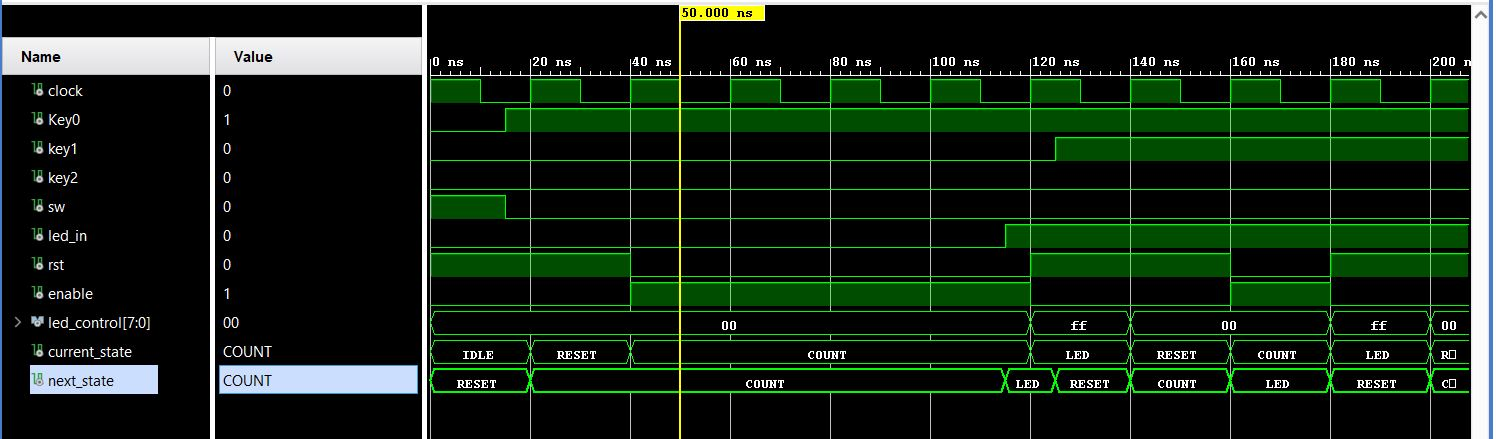 50.000 ns
Name Value
0 ns 20 ns 40 ns 60 ns 80 ns 100 ns 120 ns 140 ns 160 ns 180 ns 200 n
clock 0
Key0 1
key1 0
key2 0
sw 0
led_in 0
rst 0
enable 1
led_control[7:0] 00 00 ff 00 ff 00
current_state COUNT IDLE RESET COUNT LED RESET COUNT LED R
next_state COUNT RESET COUNT LED RESET COUNT LED RESET C